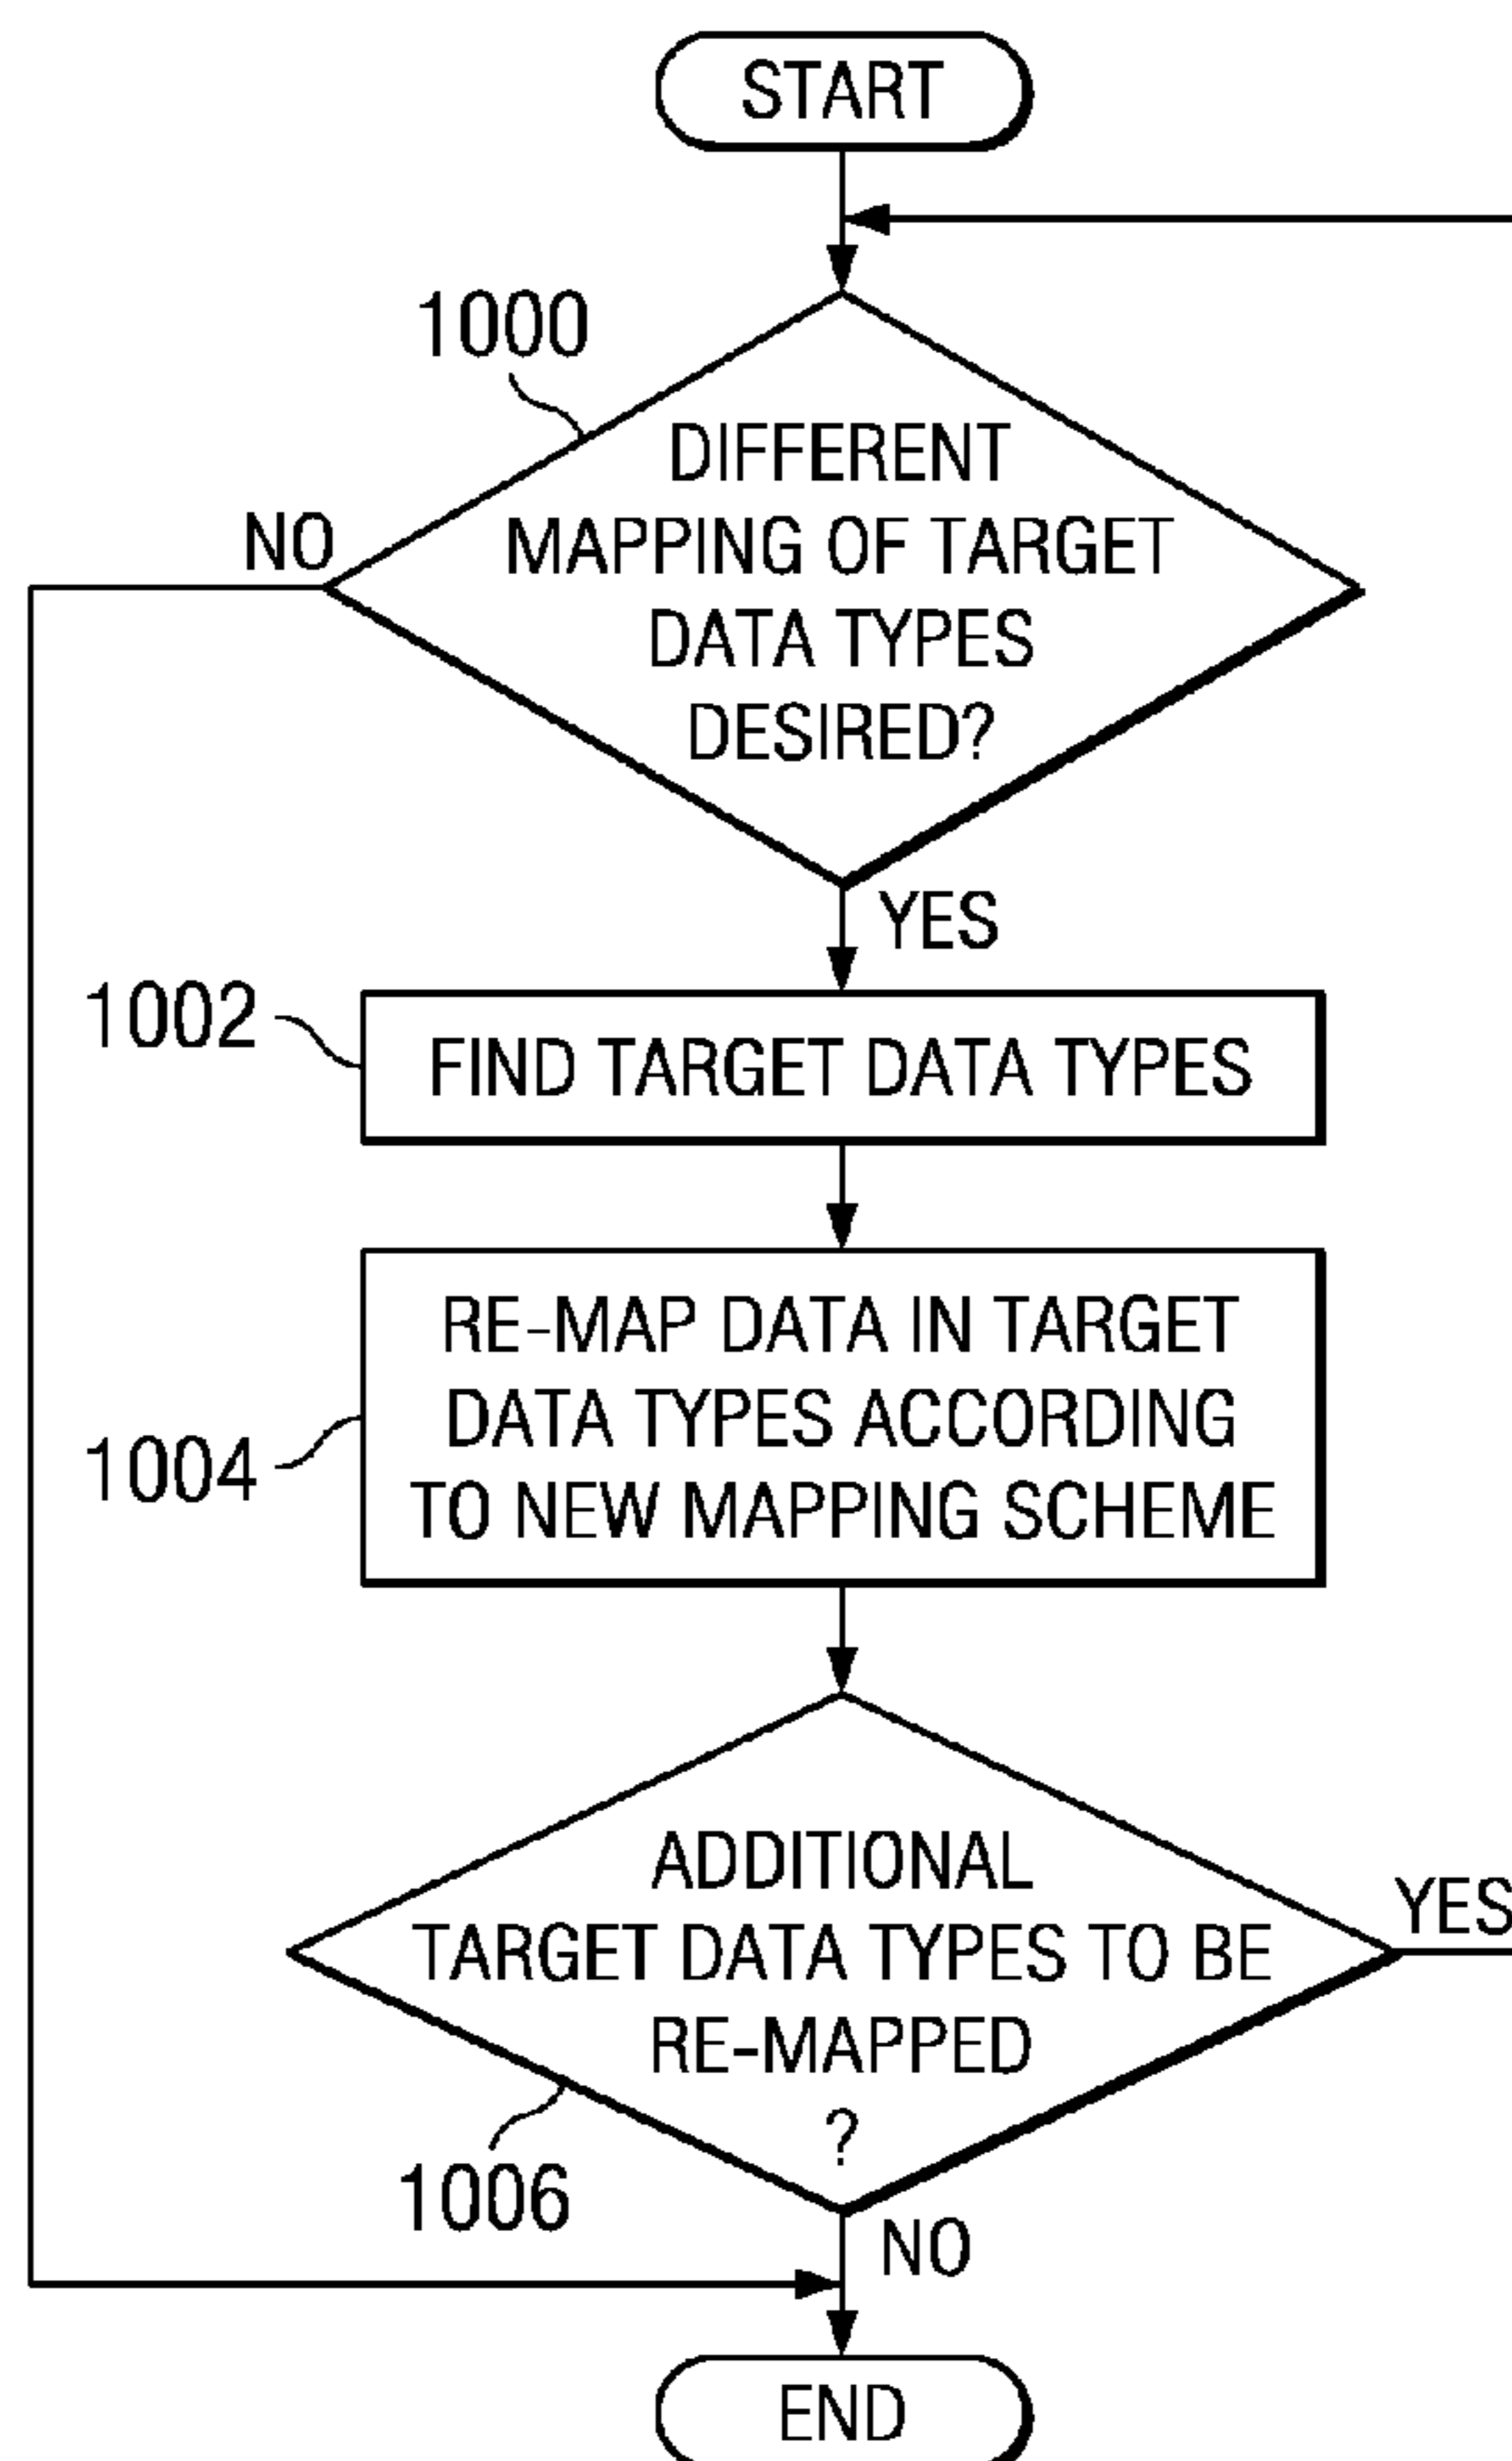 START
1000
DIFFERENT
MAPPING OF TARGET
DATA TYPES
DESIRED?
NO
YES
1002
FIND TARGET DATA TYPES
RE-MAP DATA IN TARGET
DATA TYPES ACCORDING
TO NEW MAPPING SCHEME
1004
ADDITIONAL
TARGET DATA TYPES TO BE
RE-MAPPED
?
YES
1006
NO
END